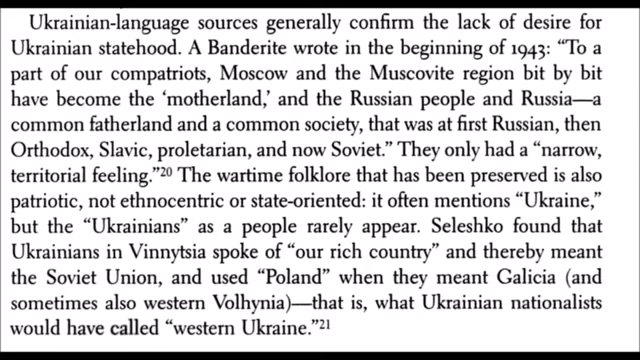 Ukrainian-language sources generally confirm the lack of desire for
Ukrainian statehood. A Banderite wrote in the beginning of 1943: “To a
part of our compatriots, Moscow and the Muscovite region bit by bit
have become the ‘motherland,’ and the Russian people and Russia—a
common fatherland and a common society, that was at first Russian, then
Orthodox, Slavic, proletarian, and now Soviet.” They only had a “narrow,
territorial feeling.”20 The wartime folklore that has been preserved is also
patriotic, not ethnocentric or state-oriented: it often mentions “Ukraine,”
but the “Ukrainians” as a people rarely appear. Seleshko found that
Ukrainians in Vinnytsia spoke of “our rich country” and thereby meant
the Soviet Union, and used “Poland” when they meant Galicia (and
sometimes also western Volhynia)—that is, what Ukrainian nationalists
would have called “western Ukraine.”21